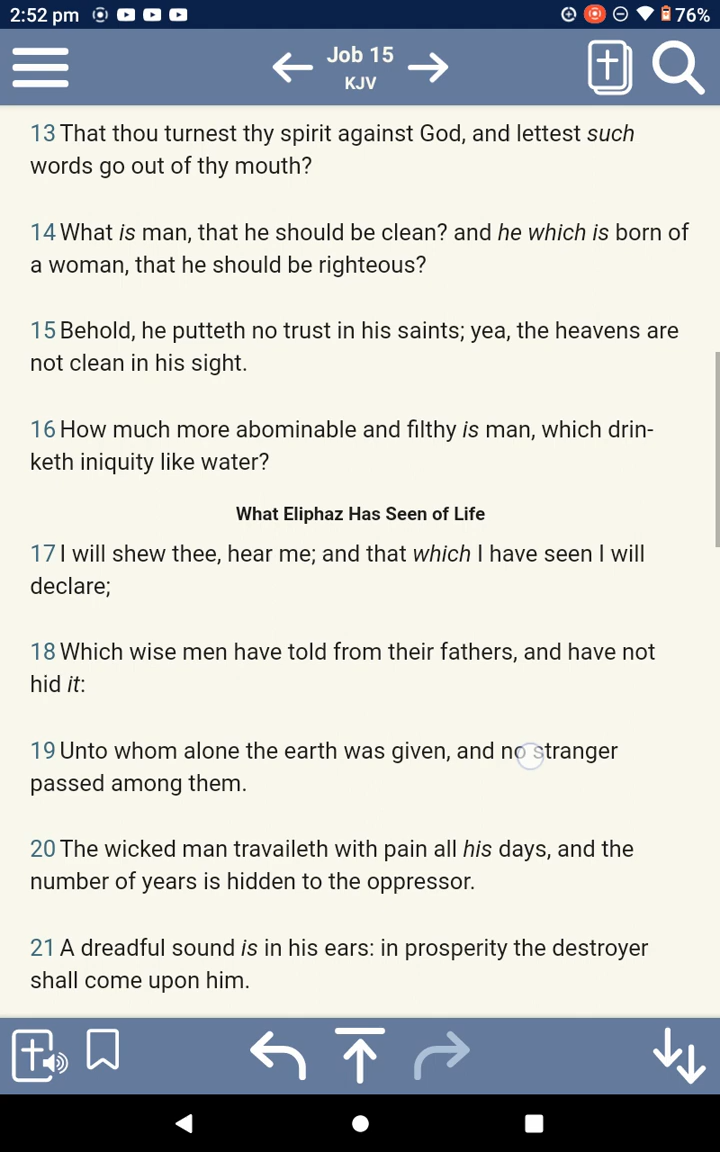 2:52 pm
76%
Job 15
KJV
13 That thou turnest thy spirit against God, and lettest such
words go out of thy mouth?
14 What is man, that he should be clean? and he which is born of
a woman, that he should be righteous?
15 Behold, he putteth no trust in his saints; yea, the heavens are
not clean in his sight.
16 How much more abominable and filthy is man, which drin-
keth iniquity like water?
What Eliphaz Has Seen of Life
17 I will shew thee, hear me; and that which I have seen I will
declare;
18 Which wise men have told from their fathers, and have not
hid it:
19 Unto whom alone the earth was given, and no stranger
passed among them.
20 The wicked man travaileth with pain all his days, and the
number of years is hidden to the oppressor.
21 A dreadful sound is in his ears: in prosperity the destroyer
shall come upon him.